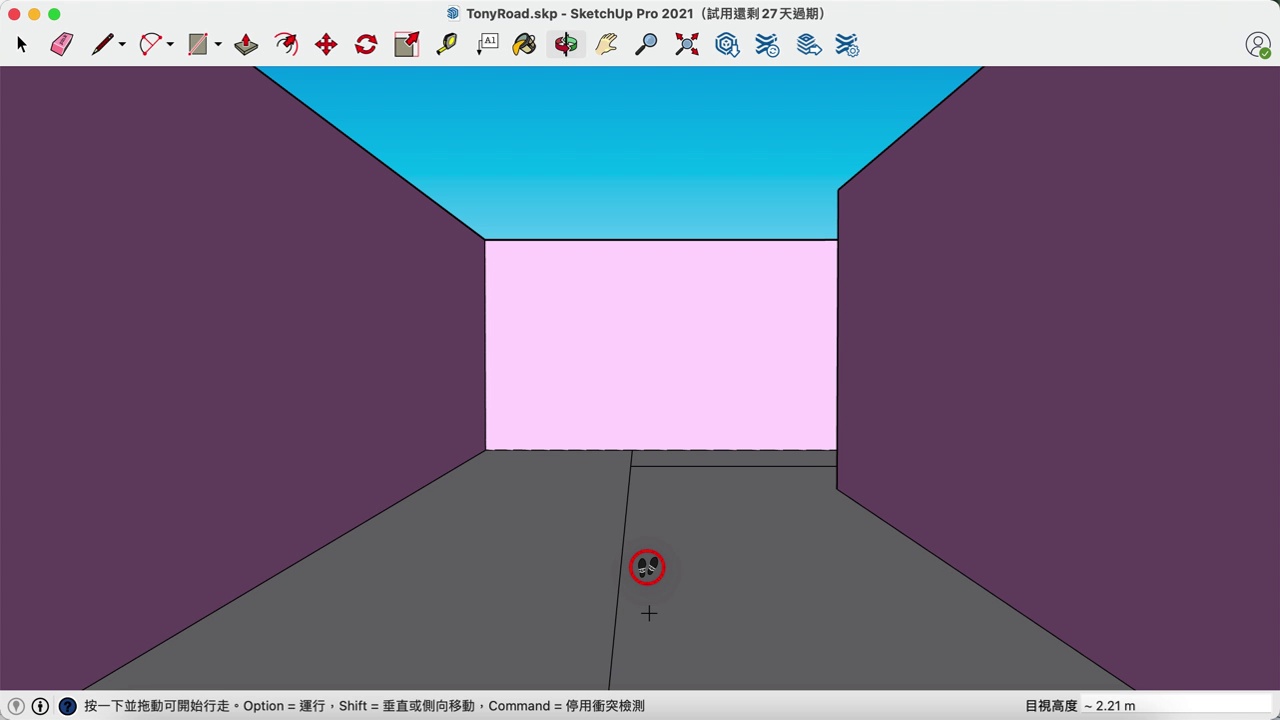 TonyRoad.skp - SketchUp Pro 2021（試用還剩 27 天過期）
A1
按一下並拖動可開始行走。Option = 運行，Shift = 垂直或側向移動，Command = 停用衝突檢測
目視高度 ~ 2.21 m